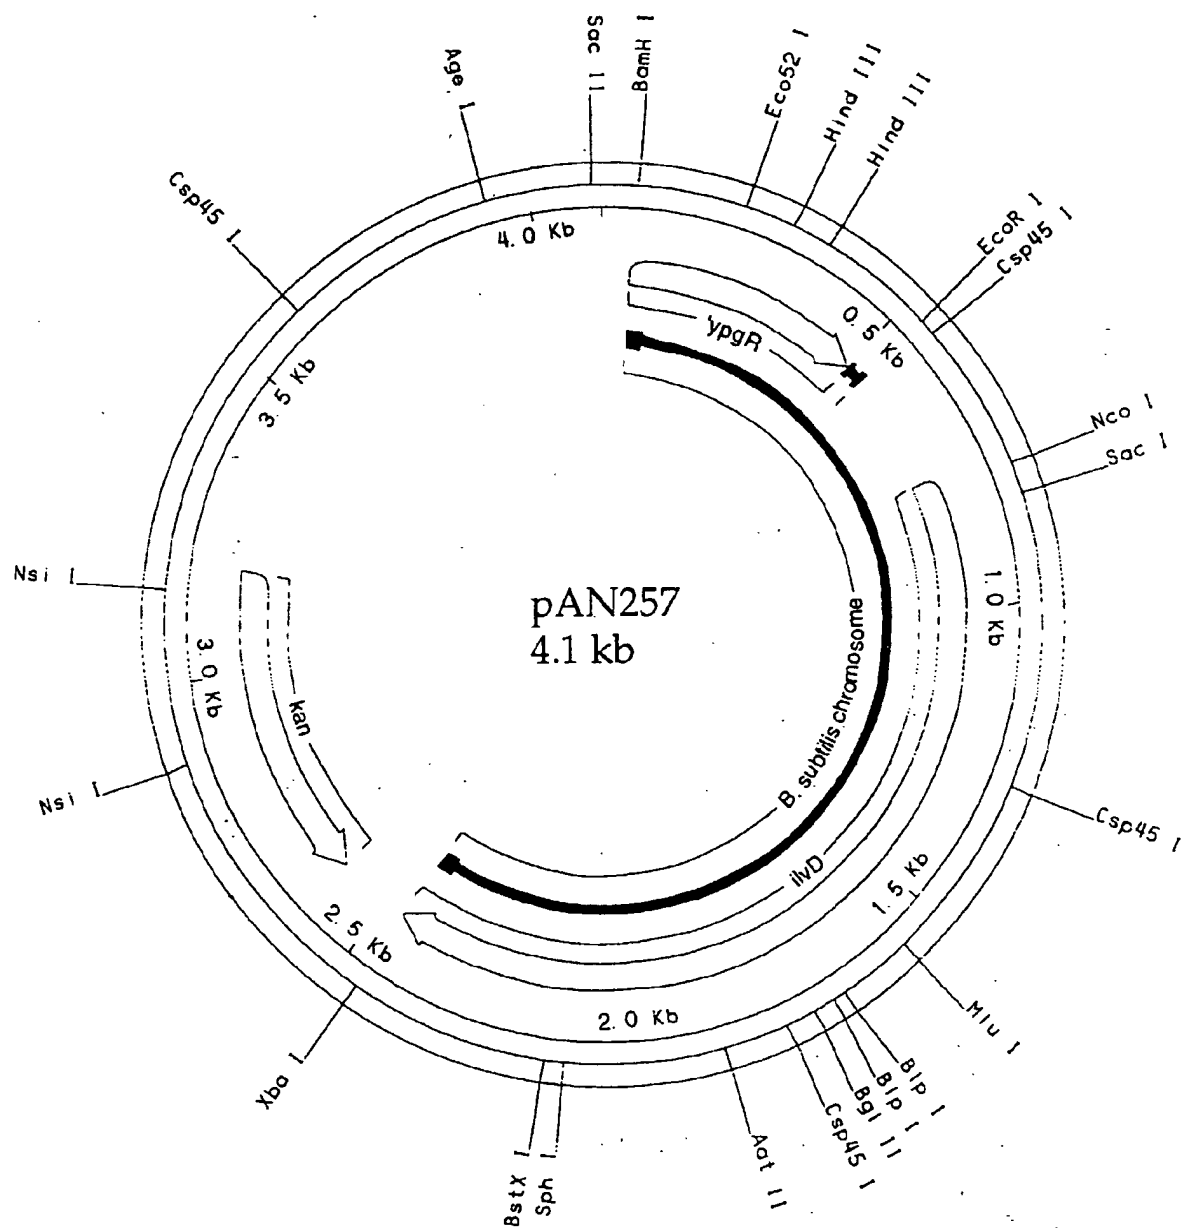 Sac II
BamH I
Eco52 I
Hind III
Hind III
EcoR I
Csp45 I
Nco I
Sac I
Csp45 I
Mlu I
Blp I
Blp I
Bgl II
Csp45 I
Aat II
Sph I
BstX I
Xba I
Nsi I
Nsi I
Csp45 I
Age I
4.0 Kb
0.5 Kb
1.0 Kb
1.5 Kb
2.0 Kb
2.5 Kb
3.0 Kb
3.5 Kb
'ypgR
B. subtilis chromosome
ilvD
kan
pAN257
4.1 kb